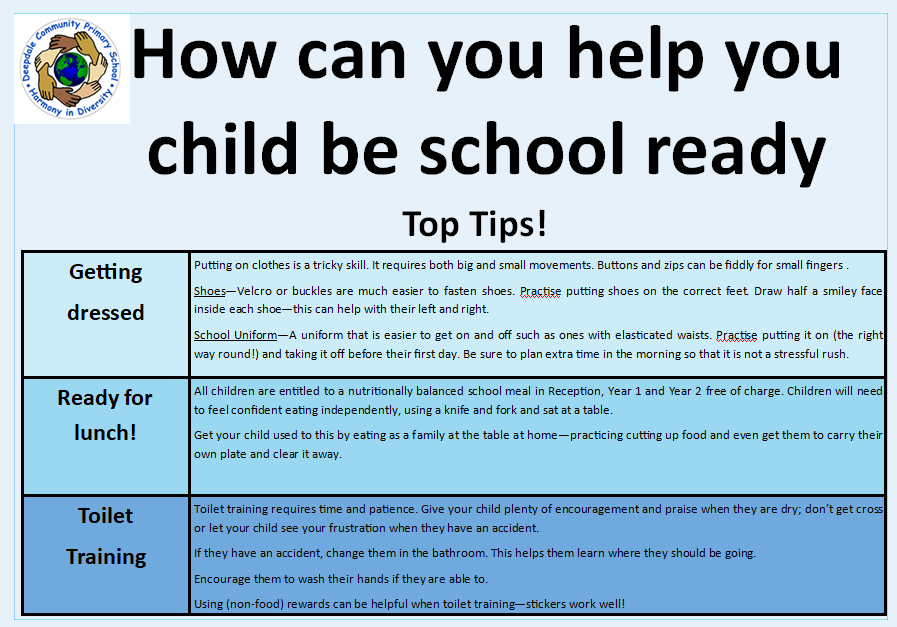 Deepdale Community Primary School
Harmony in Diversity
How can you help you
child be school ready
Top Tips!
Getting
dressed
Putting on clothes is a tricky skill. It requires both big and small movements. Buttons and zips can be fiddly for small fingers .
Shoes—Velcro or buckles are much easier to fasten shoes. Practise putting shoes on the correct feet. Draw half a smiley face
inside each shoe—this can help with their left and right.
School Uniform—A uniform that is easier to get on and off such as ones with elasticated waists. Practise putting it on (the right
way round!) and taking it off before their first day. Be sure to plan extra time in the morning so that it is not a stressful rush.
Ready for
lunch!
All children are entitled to a nutritionally balanced school meal in Reception, Year 1 and Year 2 free of charge. Children will need
to feel confident eating independently, using a knife and fork and sat at a table.
Get your child used to this by eating as a family at the table at home—practicing cutting up food and even get them to carry their
own plate and clear it away.
Toilet
Training
Toilet training requires time and patience. Give your child plenty of encouragement and praise when they are dry; don't get cross
or let your child see your frustration when they have an accident.
If they have an accident, change them in the bathroom. This helps them learn where they should be going.
Encourage them to wash their hands if they are able to.
Using (non-food) rewards can be helpful when toilet training—stickers work well!